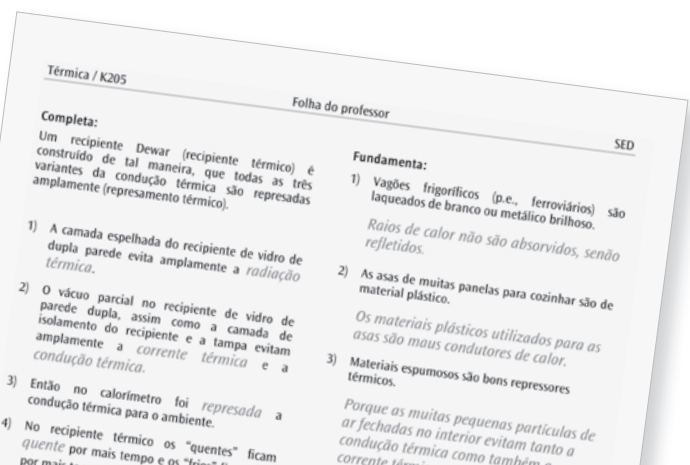 Térmica / K205
Folha do professor
SED
Completa:
Um recipiente Dewar (recipiente térmico) é
construído de tal maneira, que todas as três
variantes da condução térmica são represadas
amplamente (represamento térmico).
1) A camada espelhada do recipiente de vidro de
dupla parede evita amplamente a radiação
térmica.
2) O vácuo parcial no recipiente de vidro de
parede dupla, assim como a camada de
isolamento do recipiente e a tampa evitam
amplamente a corrente térmica e a
condução térmica.
3) Então no calorímetro foi represada a
condução térmica para o ambiente.
4) No recipiente térmico os "quentes" ficam
quente por mais tempo e os
por mais
Fundamenta:
1) Vagões frigoríficos (p.e., ferroviários) são
laqueados de branco ou metálico brilhoso.
Raios de calor não são absorvidos, senão
refletidos.
2) As asas de muitas panelas para cozinhar são de
material plástico.
Os materiais plásticos utilizados para as
asas são maus condutores de calor.
3) Materiais espumosos são bons repressores
térmicos.
Porque as muitas pequenas partículas de
ar fechadas no interior evitam tanto a
condução térmica como também a
corrente